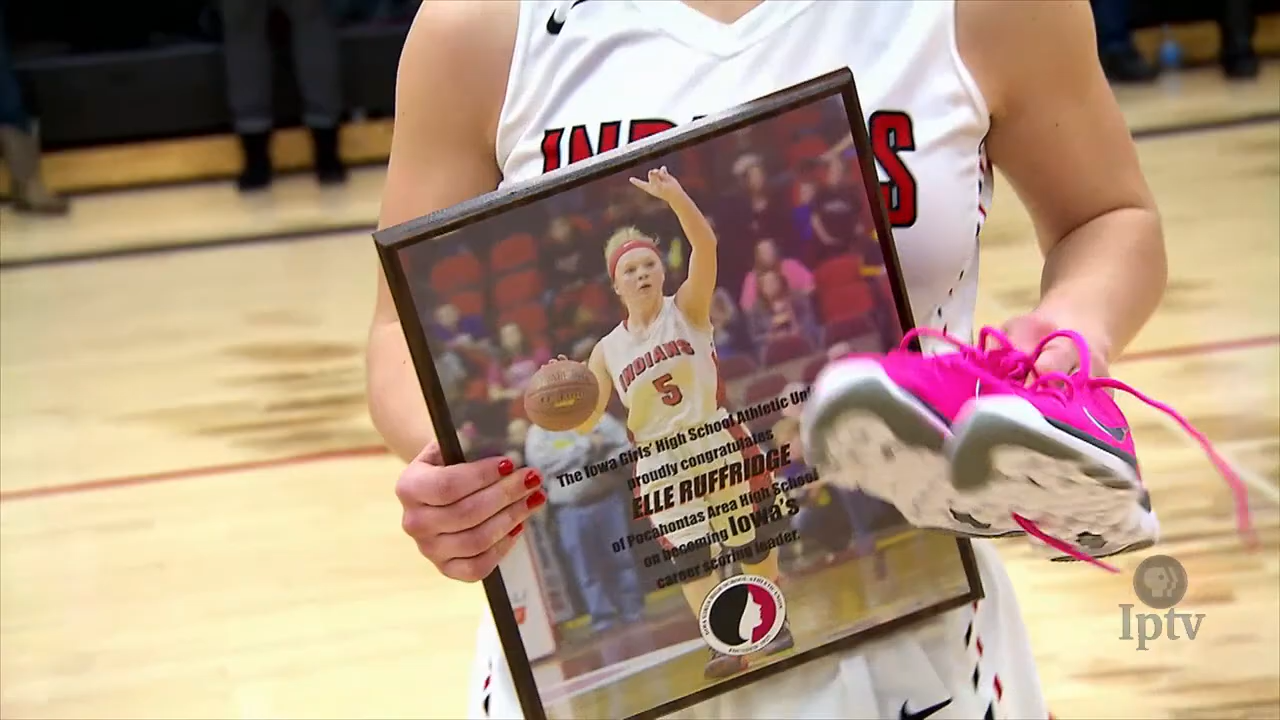 INDIANS
INDIANS
5
The Iowa Girls' High School Athletic
proudly congratulates
ELLE RUFFRIDGE
of Pocahontas Area High School
on becoming Iowa's
career scoring leader.
Iptv